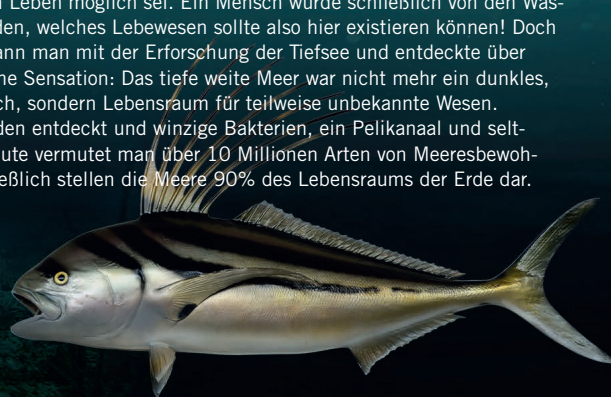 Leben möglich sei. Ein Mensch würde schließlich von den Was-
den, welches Lebewesen sollte also hier existieren können! Doch
ann man mit der Erforschung der Tiefsee und entdeckte über
ne Sensation: Das tiefe weite Meer war nicht mehr ein dunkles,
ch, sondern Lebensraum für teilweise unbekannte Wesen.
den entdeckt und winzige Bakterien, ein Pelikanaal und selt-
ute vermutet man über 10 Millionen Arten von Meeresbewoh-
eßlich stellen die Meere 90% des Lebensraums der Erde dar.